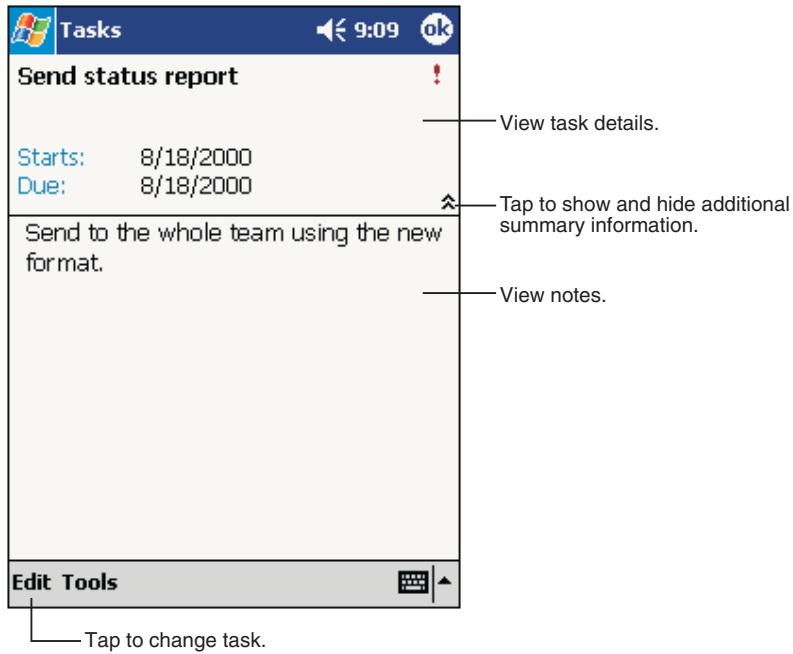 Tasks 9:09 ok
Send status report !
View task details.
Starts: 8/18/2000
Due: 8/18/2000
Tap to show and hide additional
summary information.
Send to the whole team using the new
format.
View notes.
Edit Tools
Tap to change task.